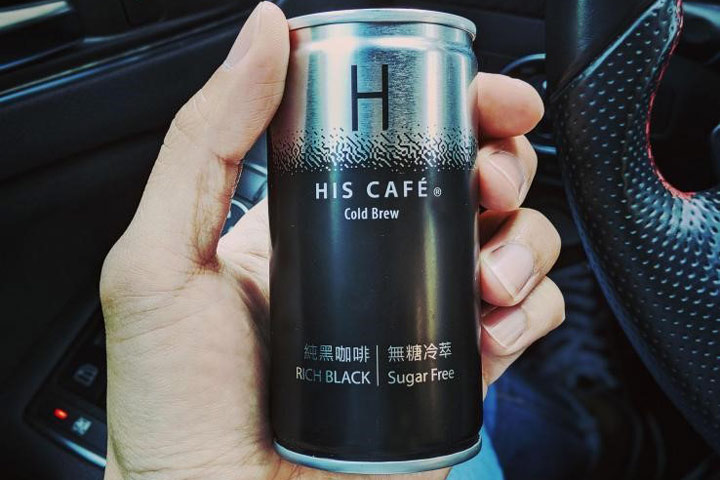 H
HIS CAFÉ®
Cold Brew
純黑咖啡 | 無糖冷萃
RICH BLACK | Sugar Free